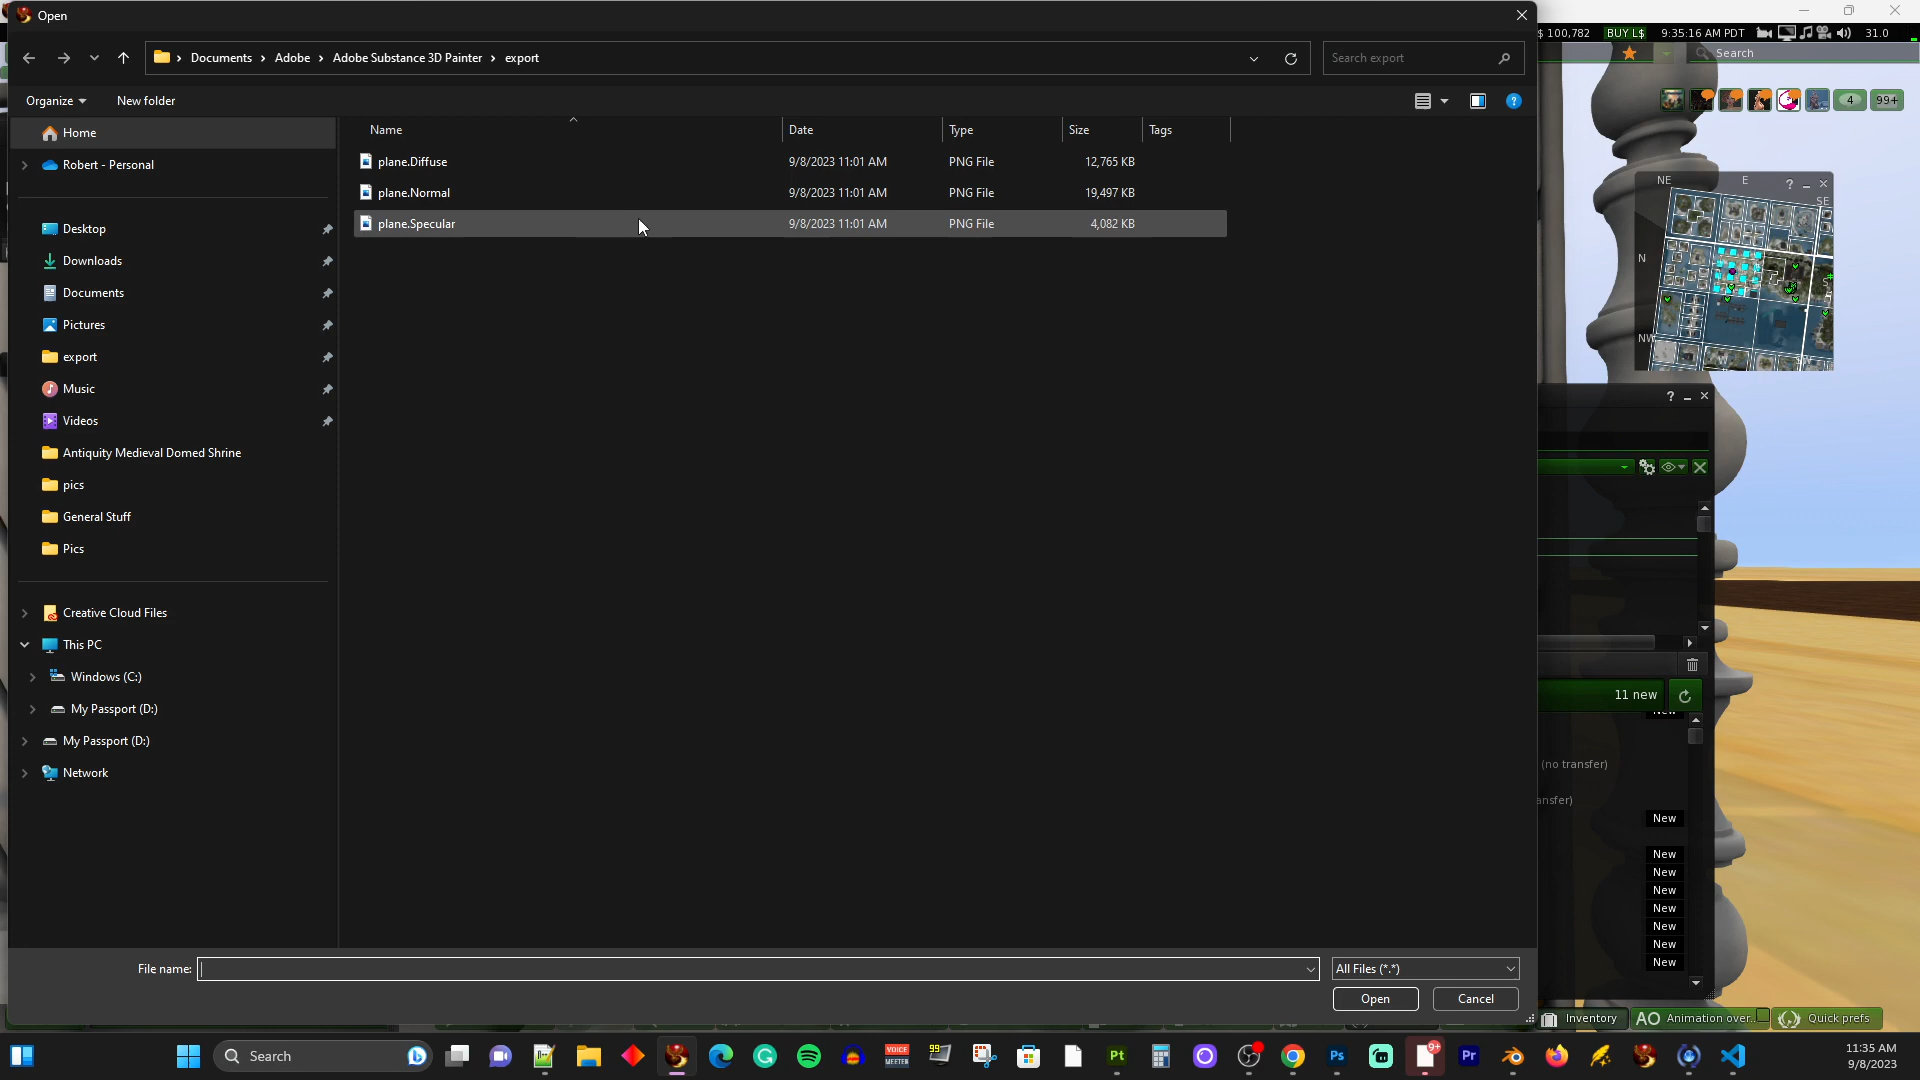 Open
$ 100,782 BUY L$ 9:35:16 AM PDT 31.0
Documents Adobe Adobe Substance 3D Painter export
Search export
Search
Organize New folder
4 99+
Name Date Type Size Tags
Home
Robert - Personal
plane.Diffuse 9/8/2023 11:01 AM PNG File 12,765 KB
plane.Normal 9/8/2023 11:01 AM PNG File 19,497 KB
plane.Specular 9/8/2023 11:01 AM PNG File 4,082 KB
Desktop
Downloads
Documents
Pictures
export
Music
Videos
Antiquity Medieval Domed Shrine
pics
General Stuff
Pics
Creative Cloud Files
This PC
Windows (C:)
My Passport (D:)
My Passport (D:)
Network
NE E ?
SE
N
NW
?
11 new
(no transfer)
New
New
New
New
New
New
New
New
File name: All Files (*.*)
Open Cancel
Inventory AO Animation over.. Quick prefs
Search
VOICE MEETER
99
Pt
Ps
9+
Pr
11:35 AM
9/8/2023